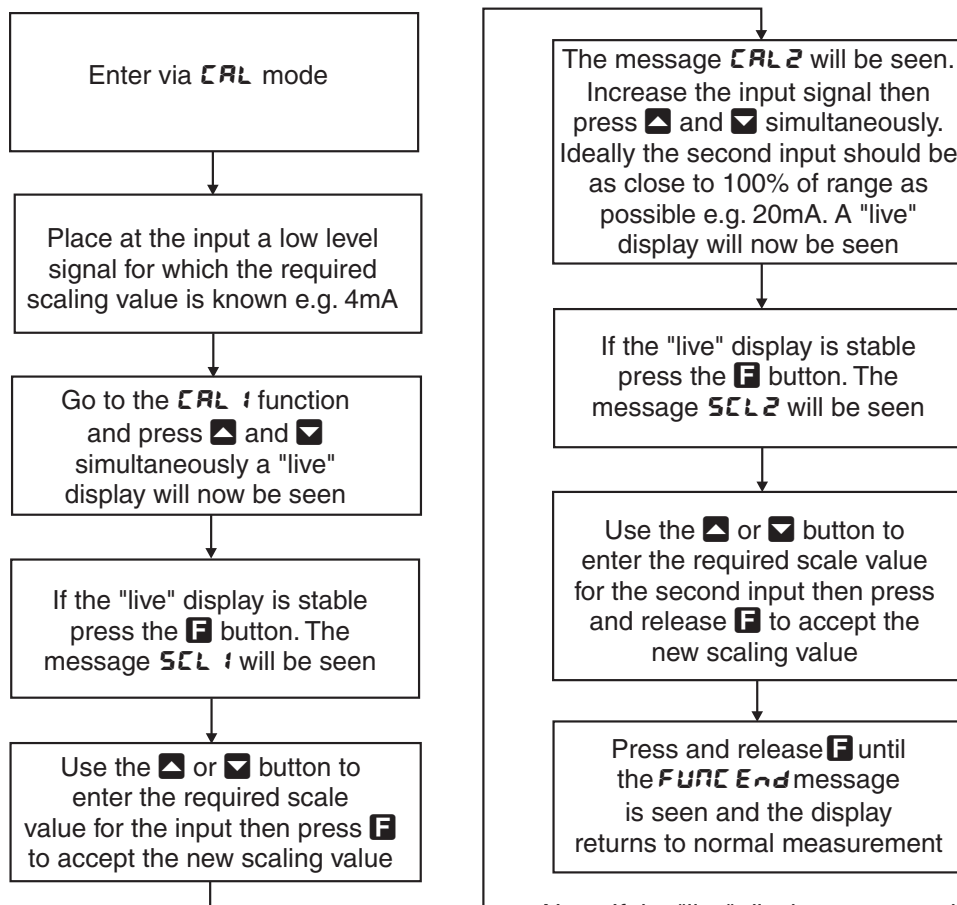 Enter via CAL mode
Place at the input a low level
signal for which the required
scaling value is known e.g. 4mA
Go to the CAL 1 function
and press ▲ and ▼
simultaneously a "live"
display will now be seen
If the "live" display is stable
press the F button. The
message SCL 1 will be seen
Use the ▲ or ▼ button to
enter the required scale
value for the input then press F
to accept the new scaling value
The message CAL2 will be seen.
Increase the input signal then
press ▲ and ▼ simultaneously.
Ideally the second input should be
as close to 100% of range as
possible e.g. 20mA. A "live"
display will now be seen
If the "live" display is stable
press the F button. The
message SCL2 will be seen
Use the ▲ or ▼ button to
enter the required scale value
for the second input then press
and release F to accept the
new scaling value
Press and release F until
the FUNC End message
is seen and the display
returns to normal measurement